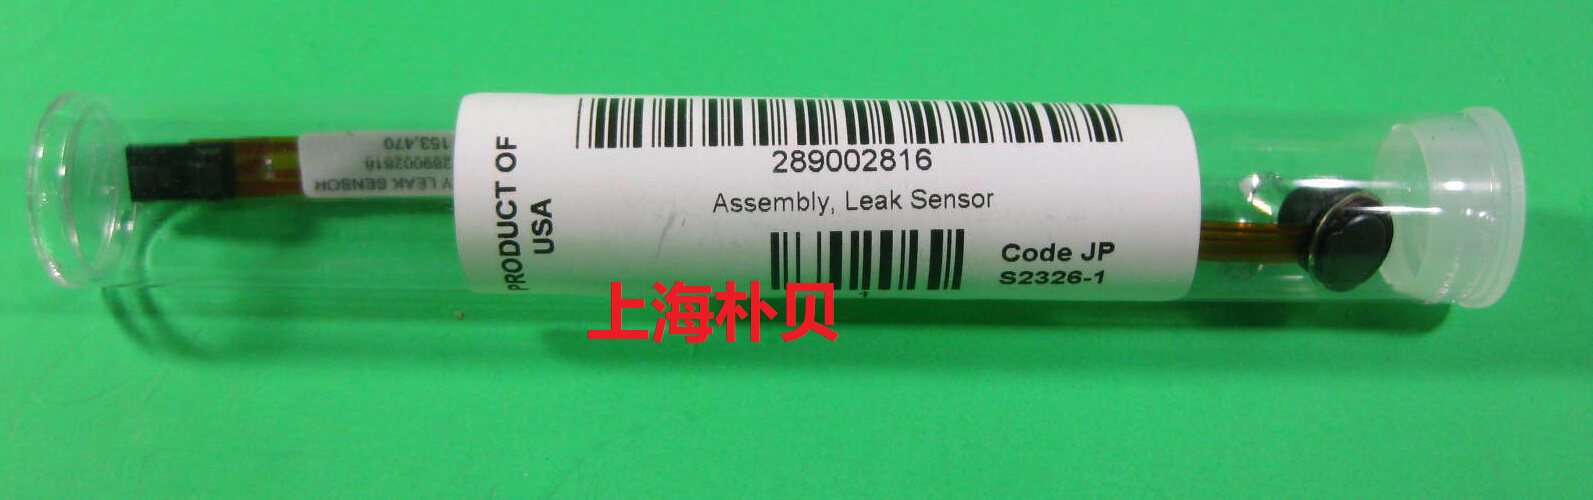 PRODUCT OF
USA
289002816
Assembly, Leak Sensor
Code JP
S2326-1
1
Y LEAK SENSOR
289002816
153.470
上海朴贝